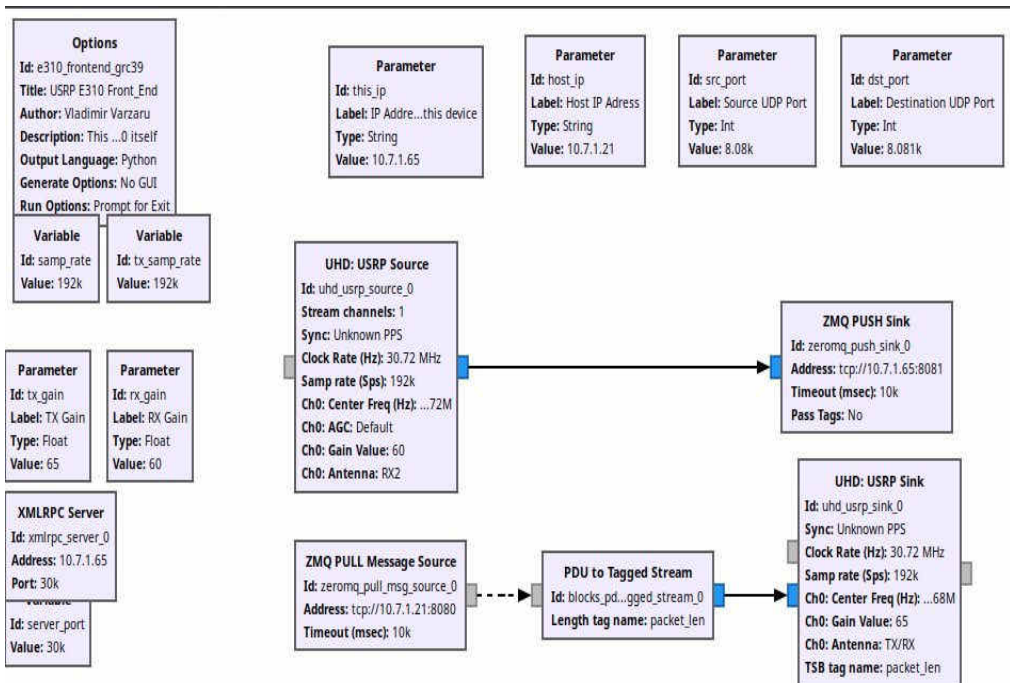 Options
Id: e310_frontend_grc39
Title: USRP E310 Front_End
Author: Vladimir Varzaru
Description: This ...0 itself
Output Language: Python
Generate Options: No GUI
Run Options: Prompt for Exit
Parameter
Id: this_ip
Label: IP Addre...this device
Type: String
Value: 10.7.1.65
Parameter
Id: host_ip
Label: Host IP Adress
Type: String
Value: 10.7.1.21
Parameter
Id: src_port
Label: Source UDP Port
Type: Int
Value: 8.08k
Parameter
Id: dst_port
Label: Destination UDP Port
Type: Int
Value: 8.081k
Variable
Id: samp_rate
Value: 192k
Variable
Id: tx_samp_rate
Value: 192k
UHD: USRP Source
Id: uhd_usrp_source_0
Stream channels: 1
Sync: Unknown PPS
Clock Rate (Hz): 30.72 MHz
Samp rate (Sps): 192k
Ch0: Center Freq (Hz): ...72M
Ch0: AGC: Default
Ch0: Gain Value: 60
Ch0: Antenna: RX2
ZMQ PUSH Sink
Id: zeromq_push_sink_0
Address: tcp://10.7.1.65:8081
Timeout (msec): 10k
Pass Tags: No
Parameter
Id: tx_gain
Label: TX Gain
Type: Float
Value: 65
Parameter
Id: rx_gain
Label: RX Gain
Type: Float
Value: 60
XMLRPC Server
Id: xmlrpc_server_0
Address: 10.7.1.65
Port: 30k
Variable
Id: server_port
Value: 30k
ZMQ PULL Message Source
Id: zeromq_pull_msg_source_0
Address: tcp://10.7.1.21:8080
Timeout (msec): 10k
PDU to Tagged Stream
Id: blocks_pd...gged_stream_0
Length tag name: packet_len
UHD: USRP Sink
Id: uhd_usrp_sink_0
Sync: Unknown PPS
Clock Rate (Hz): 30.72 MHz
Samp rate (Sps): 192k
Ch0: Center Freq (Hz): ...68M
Ch0: Gain Value: 65
Ch0: Antenna: TX/RX
TSB tag name: packet_len